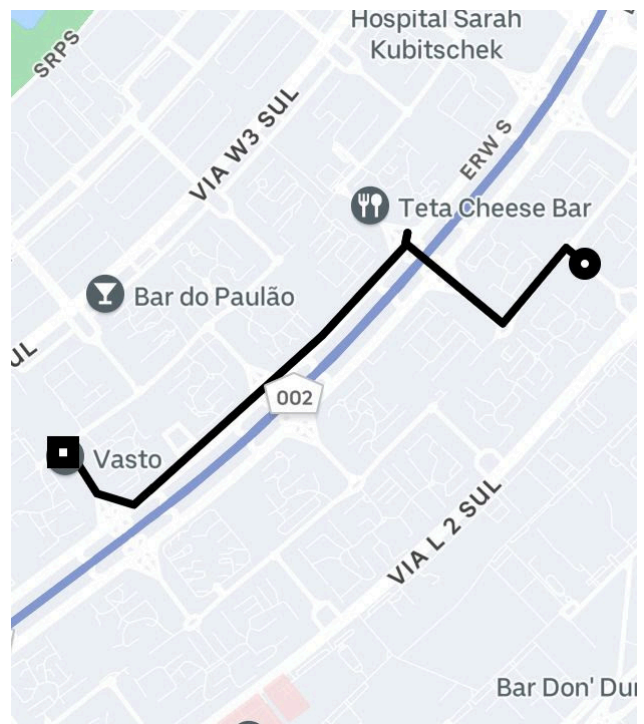 Hospital Sarah
Kubitschek
SRPS
VIA W3 SUL
ERW S
Teta Cheese Bar
Bar do Paulão
UL
002
Vasto
VIA L 2 SUL
Bar Don' Dur